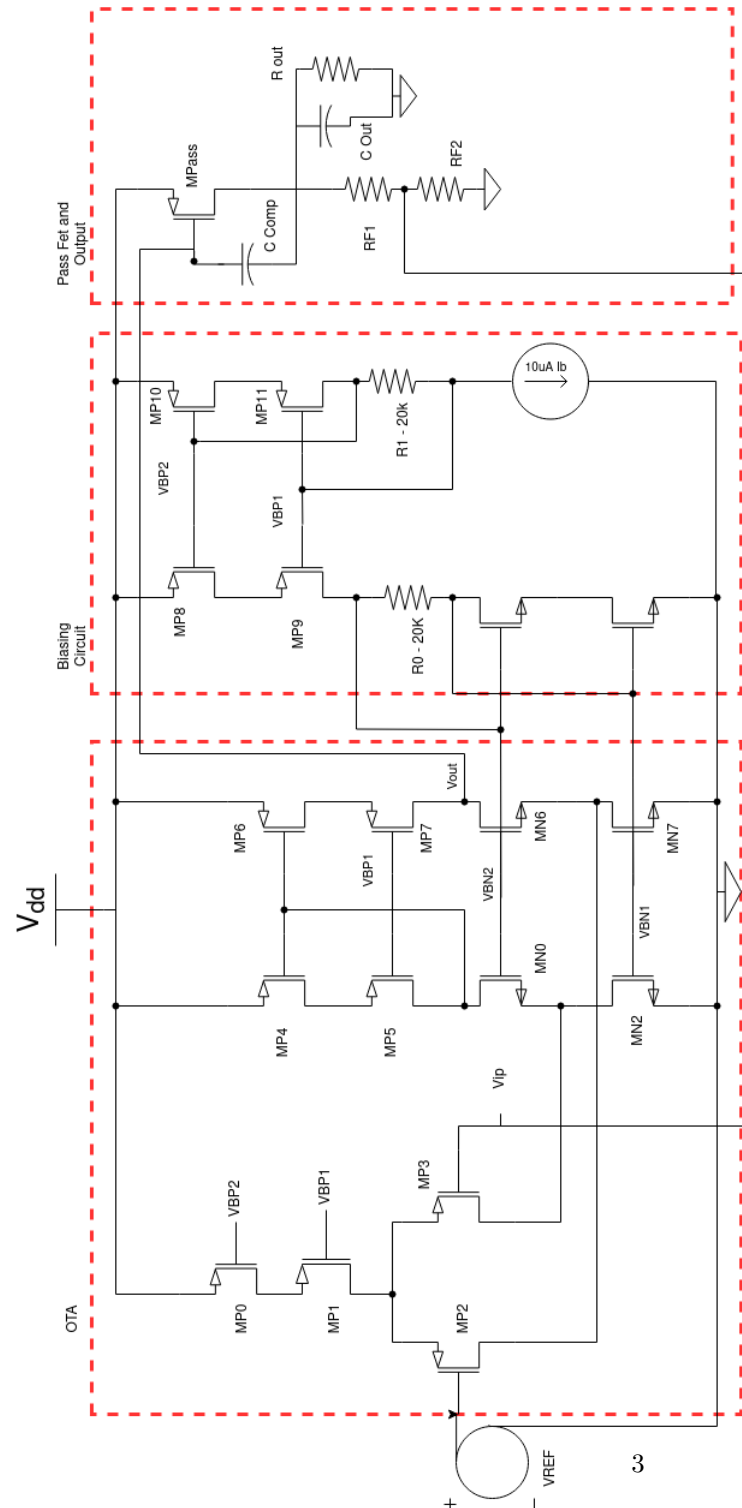 OTA
Biasing
Circuit
Pass Fet and
Output
Vdd
MP0
VBP2
MP1
VBP1
MP2
MP3
Vip
VREF
+
-
MP4
MP5
MP6
MP7
VBP1
Vout
MN0
MN6
VBN2
MN2
MN7
VBN1
MP8
MP9
MP10
MP11
VBP2
VBP1
R0 - 20K
R1 - 20k
10uA Ib
MPass
C Comp
RF1
RF2
C Out
R out
3